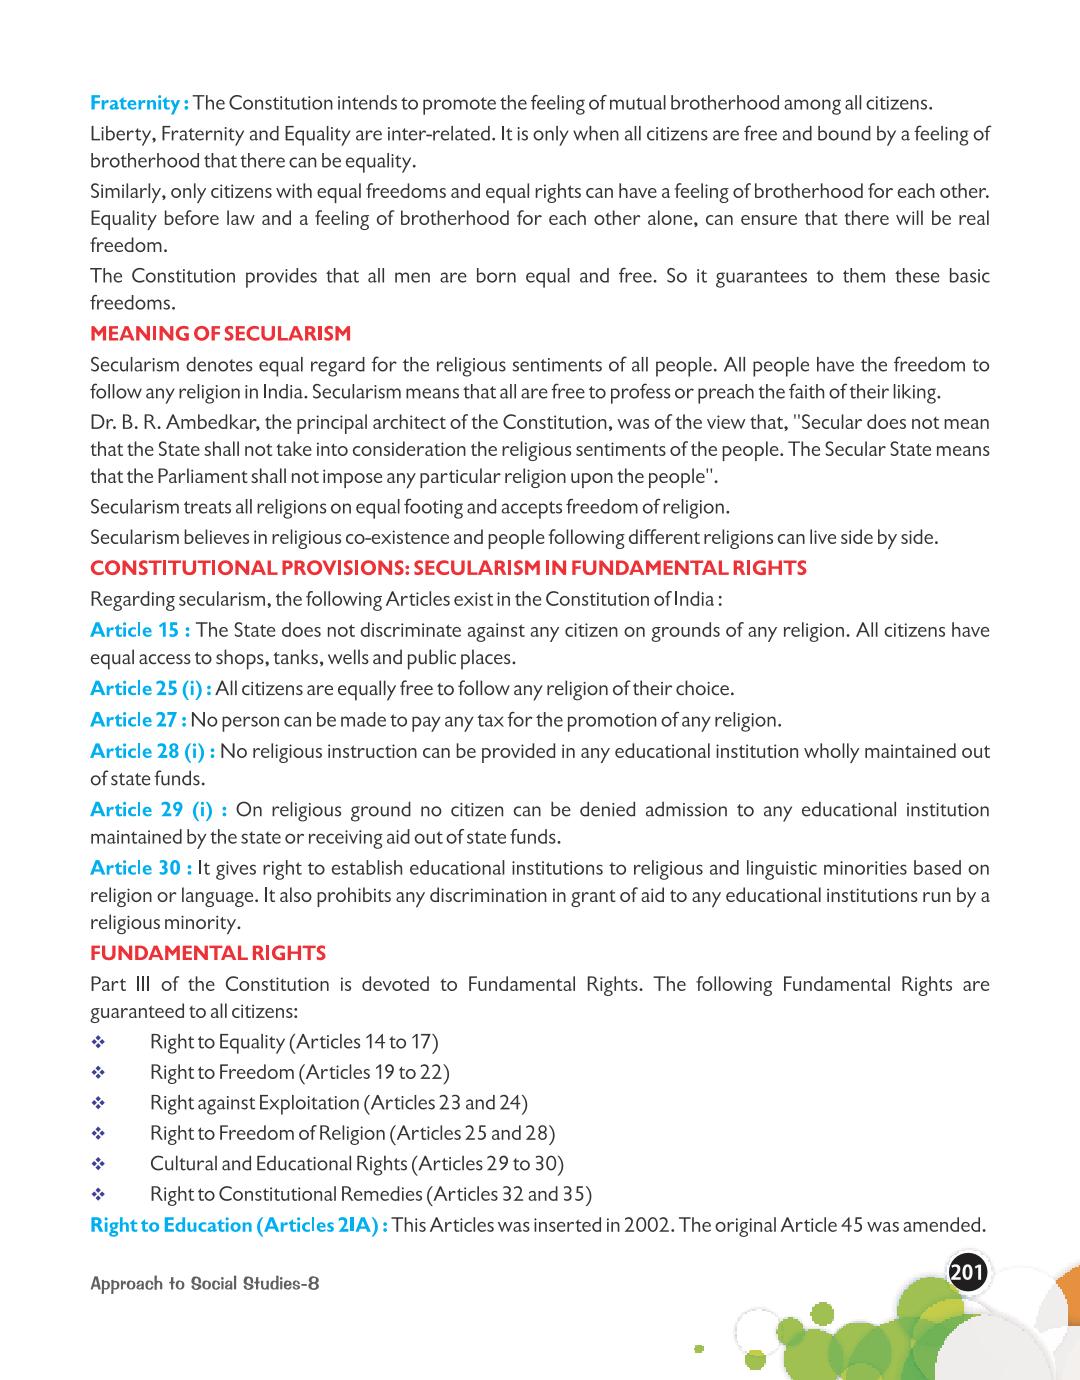 Fraternity : The Constitution intends to promote the feeling of mutual brotherhood among all citizens.
Liberty, Fraternity and Equality are inter-related. It is only when all citizens are free and bound by a feeling of
brotherhood that there can be equality.
Similarly, only citizens with equal freedoms and equal rights can have a feeling of brotherhood for each other.
Equality before law and a feeling of brotherhood for each other alone, can ensure that there will be real
freedom.
The Constitution provides that all men are born equal and free. So it guarantees to them these basic
freedoms.
MEANING OF SECULARISM
Secularism denotes equal regard for the religious sentiments of all people. All people have the freedom to
follow any religion in India. Secularism means that all are free to profess or preach the faith of their liking.
Dr. B. R. Ambedkar, the principal architect of the Constitution, was of the view that, "Secular does not mean
that the State shall not take into consideration the religious sentiments of the people. The Secular State means
that the Parliament shall not impose any particular religion upon the people".
Secularism treats all religions on equal footing and accepts freedom of religion.
Secularism believes in religious co-existence and people following different religions can live side by side.
CONSTITUTIONAL PROVISIONS: SECULARISM IN FUNDAMENTAL RIGHTS
Regarding secularism, the following Articles exist in the Constitution of India :
Article 15 : The State does not discriminate against any citizen on grounds of any religion. All citizens have
equal access to shops, tanks, wells and public places.
Article 25 (i) : All citizens are equally free to follow any religion of their choice.
Article 27 : No person can be made to pay any tax for the promotion of any religion.
Article 28 (i) : No religious instruction can be provided in any educational institution wholly maintained out
of state funds.
Article 29 (i) : On religious ground no citizen can be denied admission to any educational institution
maintained by the state or receiving aid out of state funds.
Article 30 : It gives right to establish educational institutions to religious and linguistic minorities based on
religion or language. It also prohibits any discrimination in grant of aid to any educational institutions run by a
religious minority.
FUNDAMENTAL RIGHTS
Part III of the Constitution is devoted to Fundamental Rights. The following Fundamental Rights are
guaranteed to all citizens:
❖ Right to Equality (Articles 14 to 17)
❖ Right to Freedom (Articles 19 to 22)
❖ Right against Exploitation (Articles 23 and 24)
❖ Right to Freedom of Religion (Articles 25 and 28)
❖ Cultural and Educational Rights (Articles 29 to 30)
❖ Right to Constitutional Remedies (Articles 32 and 35)
Right to Education (Articles 2IA) : This Articles was inserted in 2002. The original Article 45 was amended.
Approach to Social Studies-8
201